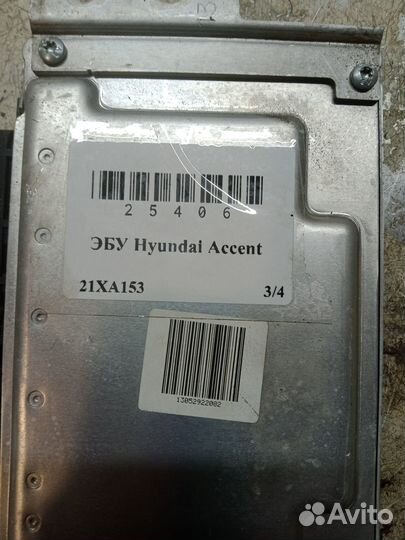 25406
ЭБУ Hyundai Accent
21XA153 3/4
13052922082
Avito